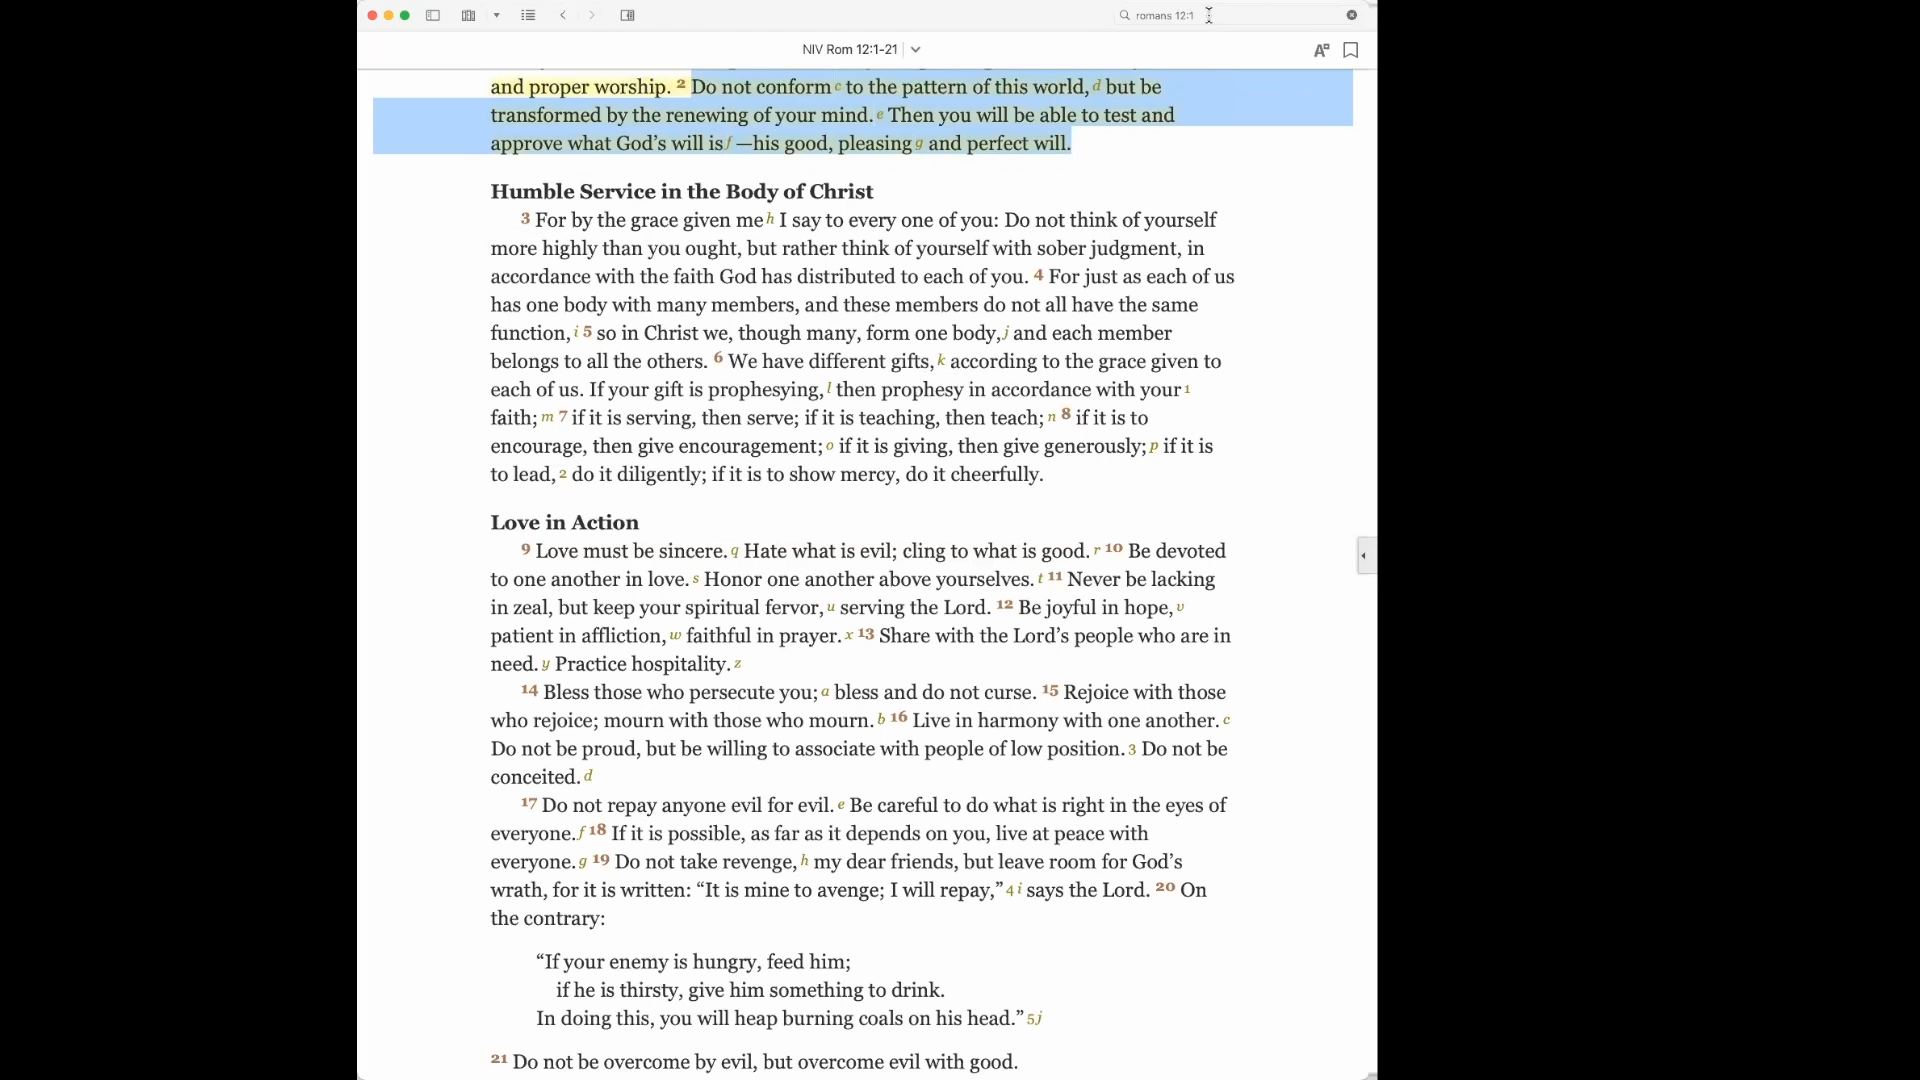 romans 12:1
NIV Rom 12:1-21
and proper worship. 2 Do not conform c to the pattern of this world, d but be
transformed by the renewing of your mind. e Then you will be able to test and
approve what God’s will is f —his good, pleasing g and perfect will.
Humble Service in the Body of Christ
3 For by the grace given me h I say to every one of you: Do not think of yourself
more highly than you ought, but rather think of yourself with sober judgment, in
accordance with the faith God has distributed to each of you. 4 For just as each of us
has one body with many members, and these members do not all have the same
function, i 5 so in Christ we, though many, form one body, j and each member
belongs to all the others. 6 We have different gifts, k according to the grace given to
each of us. If your gift is prophesying, l then prophesy in accordance with your 1
faith; m 7 if it is serving, then serve; if it is teaching, then teach; n 8 if it is to
encourage, then give encouragement; o if it is giving, then give generously; p if it is
to lead, 2 do it diligently; if it is to show mercy, do it cheerfully.
Love in Action
9 Love must be sincere. q Hate what is evil; cling to what is good. r 10 Be devoted
to one another in love. s Honor one another above yourselves. t 11 Never be lacking
in zeal, but keep your spiritual fervor, u serving the Lord. 12 Be joyful in hope, v
patient in affliction, w faithful in prayer. x 13 Share with the Lord’s people who are in
need. y Practice hospitality. z
14 Bless those who persecute you; a bless and do not curse. 15 Rejoice with those
who rejoice; mourn with those who mourn. b 16 Live in harmony with one another. c
Do not be proud, but be willing to associate with people of low position. 3 Do not be
conceited. d
17 Do not repay anyone evil for evil. e Be careful to do what is right in the eyes of
everyone. f 18 If it is possible, as far as it depends on you, live at peace with
everyone. g 19 Do not take revenge, h my dear friends, but leave room for God’s
wrath, for it is written: “It is mine to avenge; I will repay,” 4 i says the Lord. 20 On
the contrary:
“If your enemy is hungry, feed him;
if he is thirsty, give him something to drink.
In doing this, you will heap burning coals on his head.” 5 j
21 Do not be overcome by evil, but overcome evil with good.